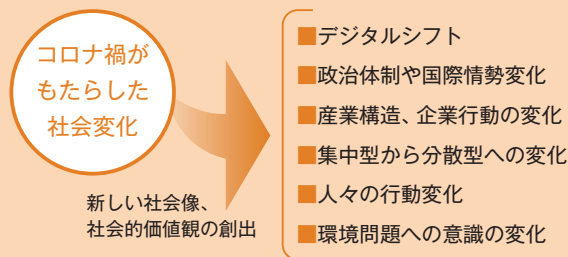 コロナ禍が
もたらした
社会変化
新しい社会像、
社会的価値観の創出
■デジタルシフト
■政治体制や国際情勢変化
■産業構造、企業行動の変化
■集中型から分散型への変化
■人々の行動変化
■環境問題への意識の変化